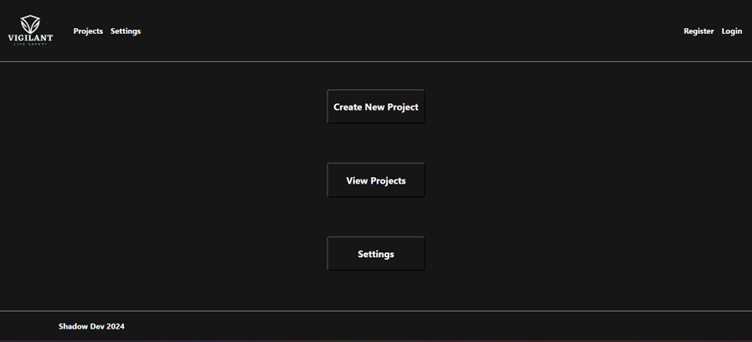 VIGILANT
LIFE SAFETY
Projects Settings
Register Login
Create New Project
View Projects
Settings
Shadow Dev 2024